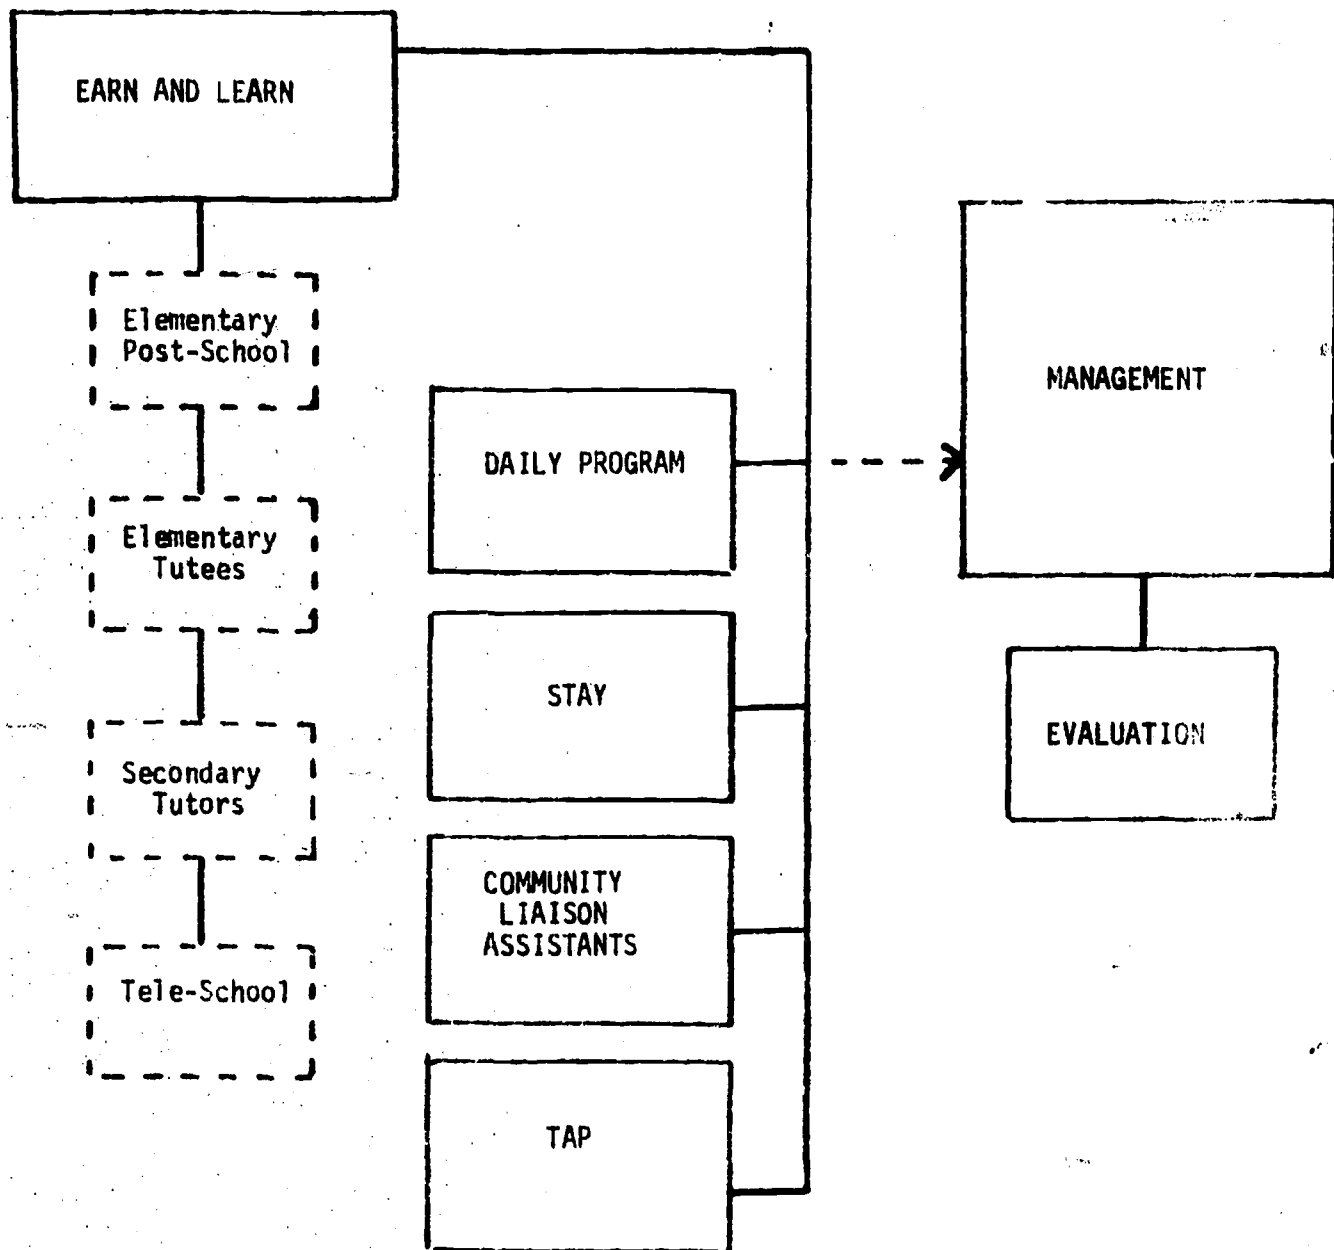 EARN AND LEARN
Elementary
Post-School
Elementary
Tutees
Secondary
Tutors
Tele-School
DAILY PROGRAM
STAY
COMMUNITY
LIAISON
ASSISTANTS
TAP
MANAGEMENT
EVALUATION